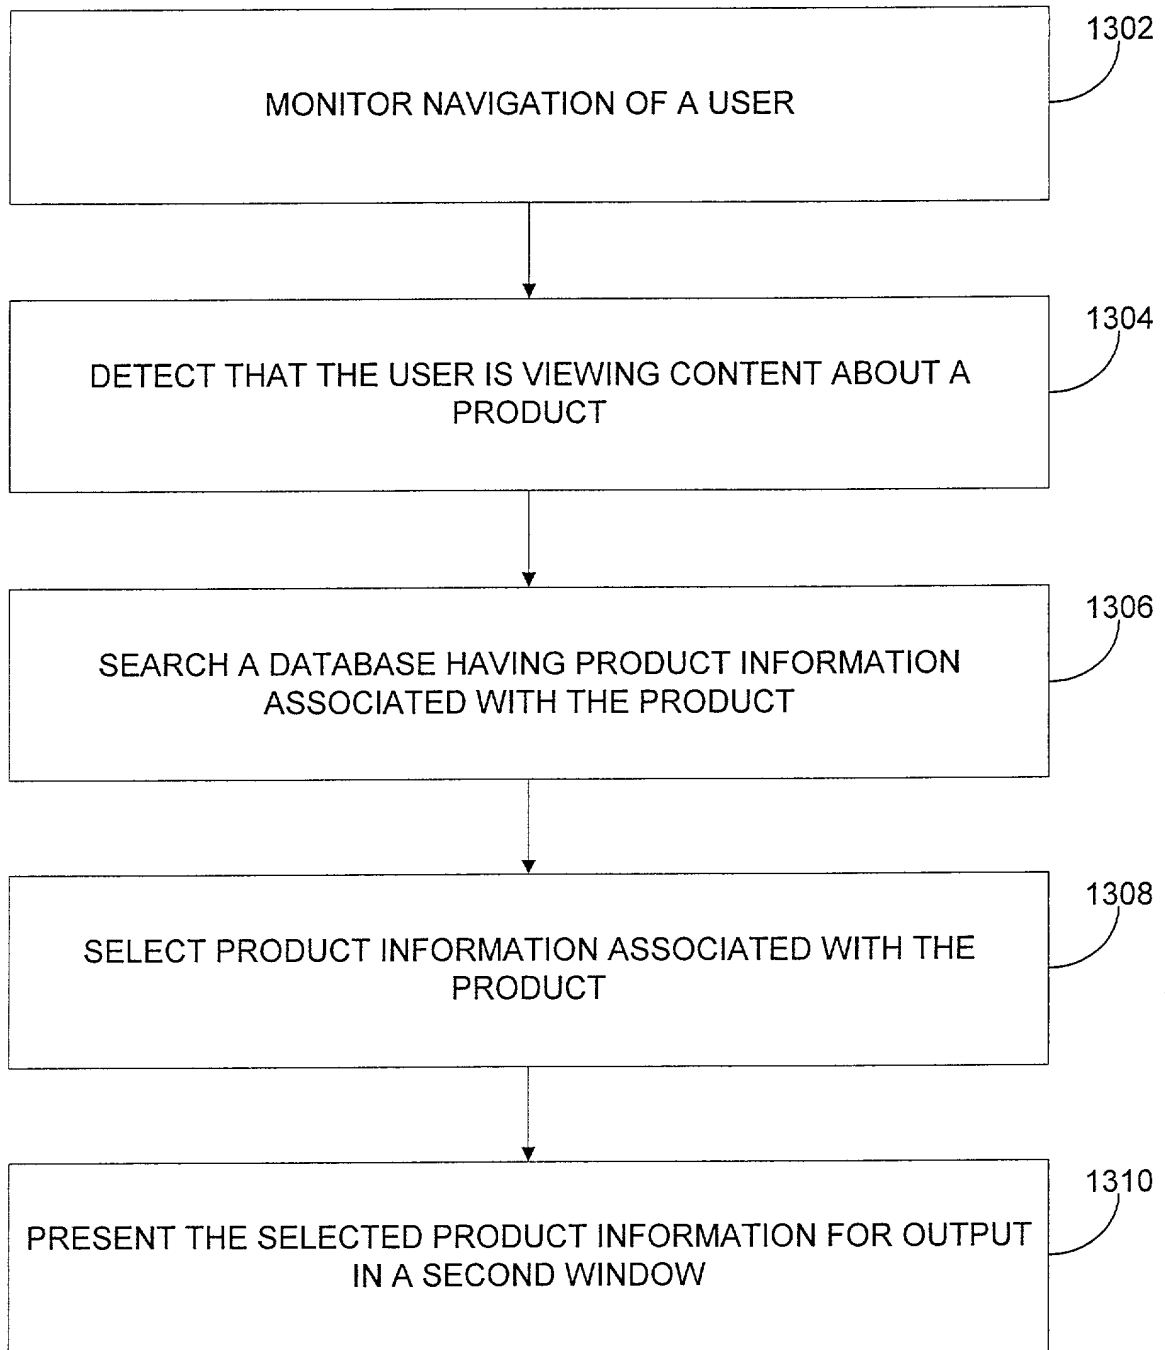 1302
MONITOR NAVIGATION OF A USER
1304
DETECT THAT THE USER IS VIEWING CONTENT ABOUT A
PRODUCT
1306
SEARCH A DATABASE HAVING PRODUCT INFORMATION
ASSOCIATED WITH THE PRODUCT
1308
SELECT PRODUCT INFORMATION ASSOCIATED WITH THE
PRODUCT
1310
PRESENT THE SELECTED PRODUCT INFORMATION FOR OUTPUT
IN A SECOND WINDOW